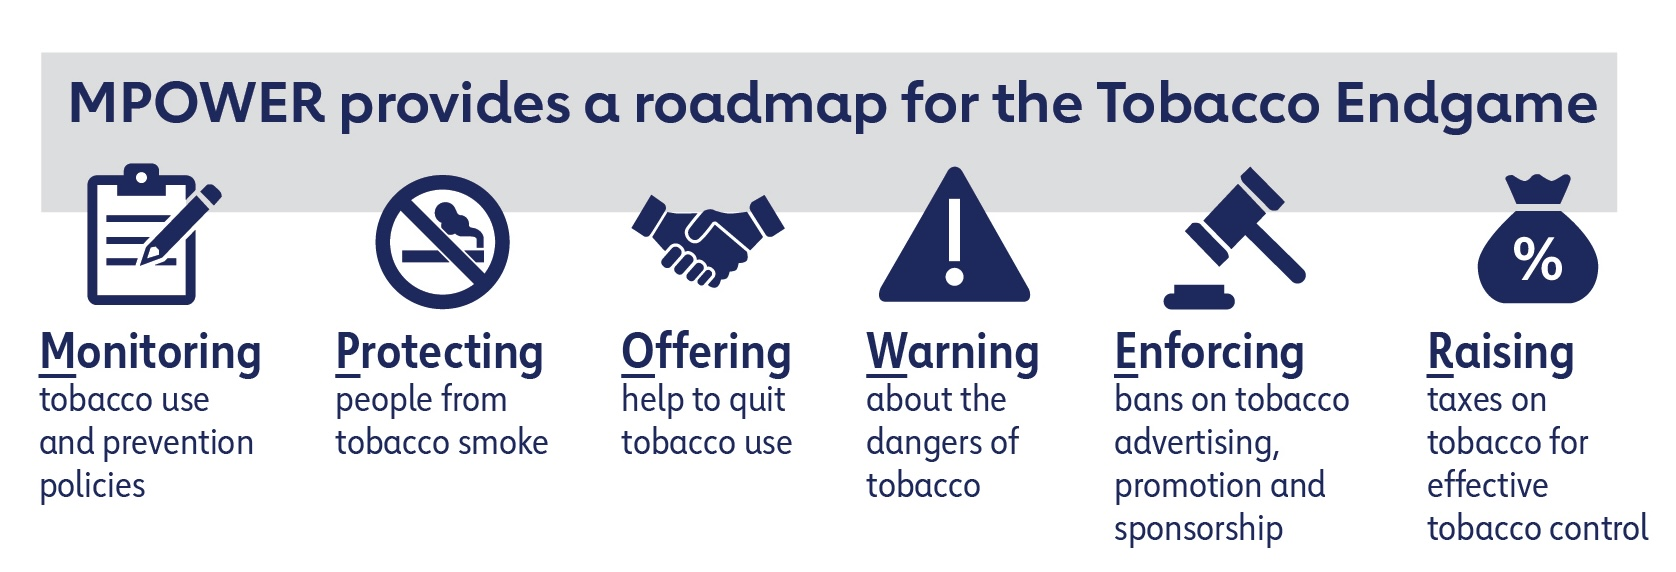 MPOWER provides a roadmap for the Tobacco Endgame
%
Monitoring
tobacco use
and prevention
policies
Protecting
people from
tobacco smoke
Offering
help to quit
tobacco use
Warning
about the
dangers of
tobacco
Enforcing
bans on tobacco
advertising,
promotion and
sponsorship
Raising
taxes on
tobacco for
effective
tobacco control